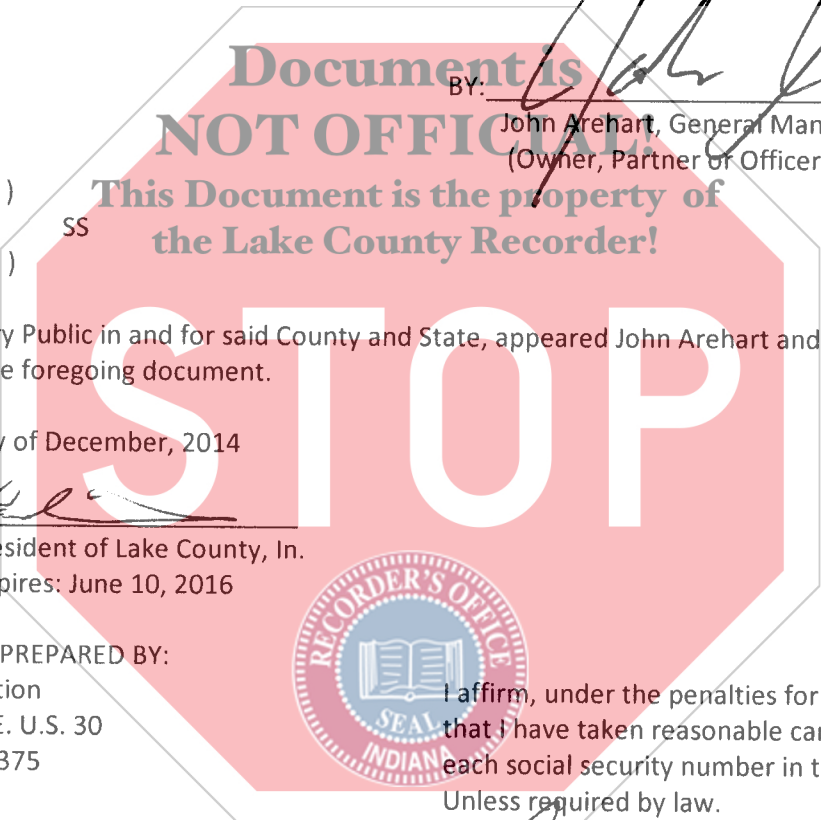 Document is
NOT OFFICIAL!
This Document is the property of
the Lake County Recorder!
STOP
BY:
John Arehart, General Man
(Owner, Partner or Officer
)
SS
)
y Public in and for said County and State, appeared John Arehart and
e foregoing document.
y of December, 2014
esident of Lake County, In.
pires: June 10, 2016
PREPARED BY:
tion
E. U.S. 30
375
RECORDER'S OFFICE
SEAL
INDIANA
I affirm, under the penalties for
that I have taken reasonable car
each social security number in t
Unless required by law.